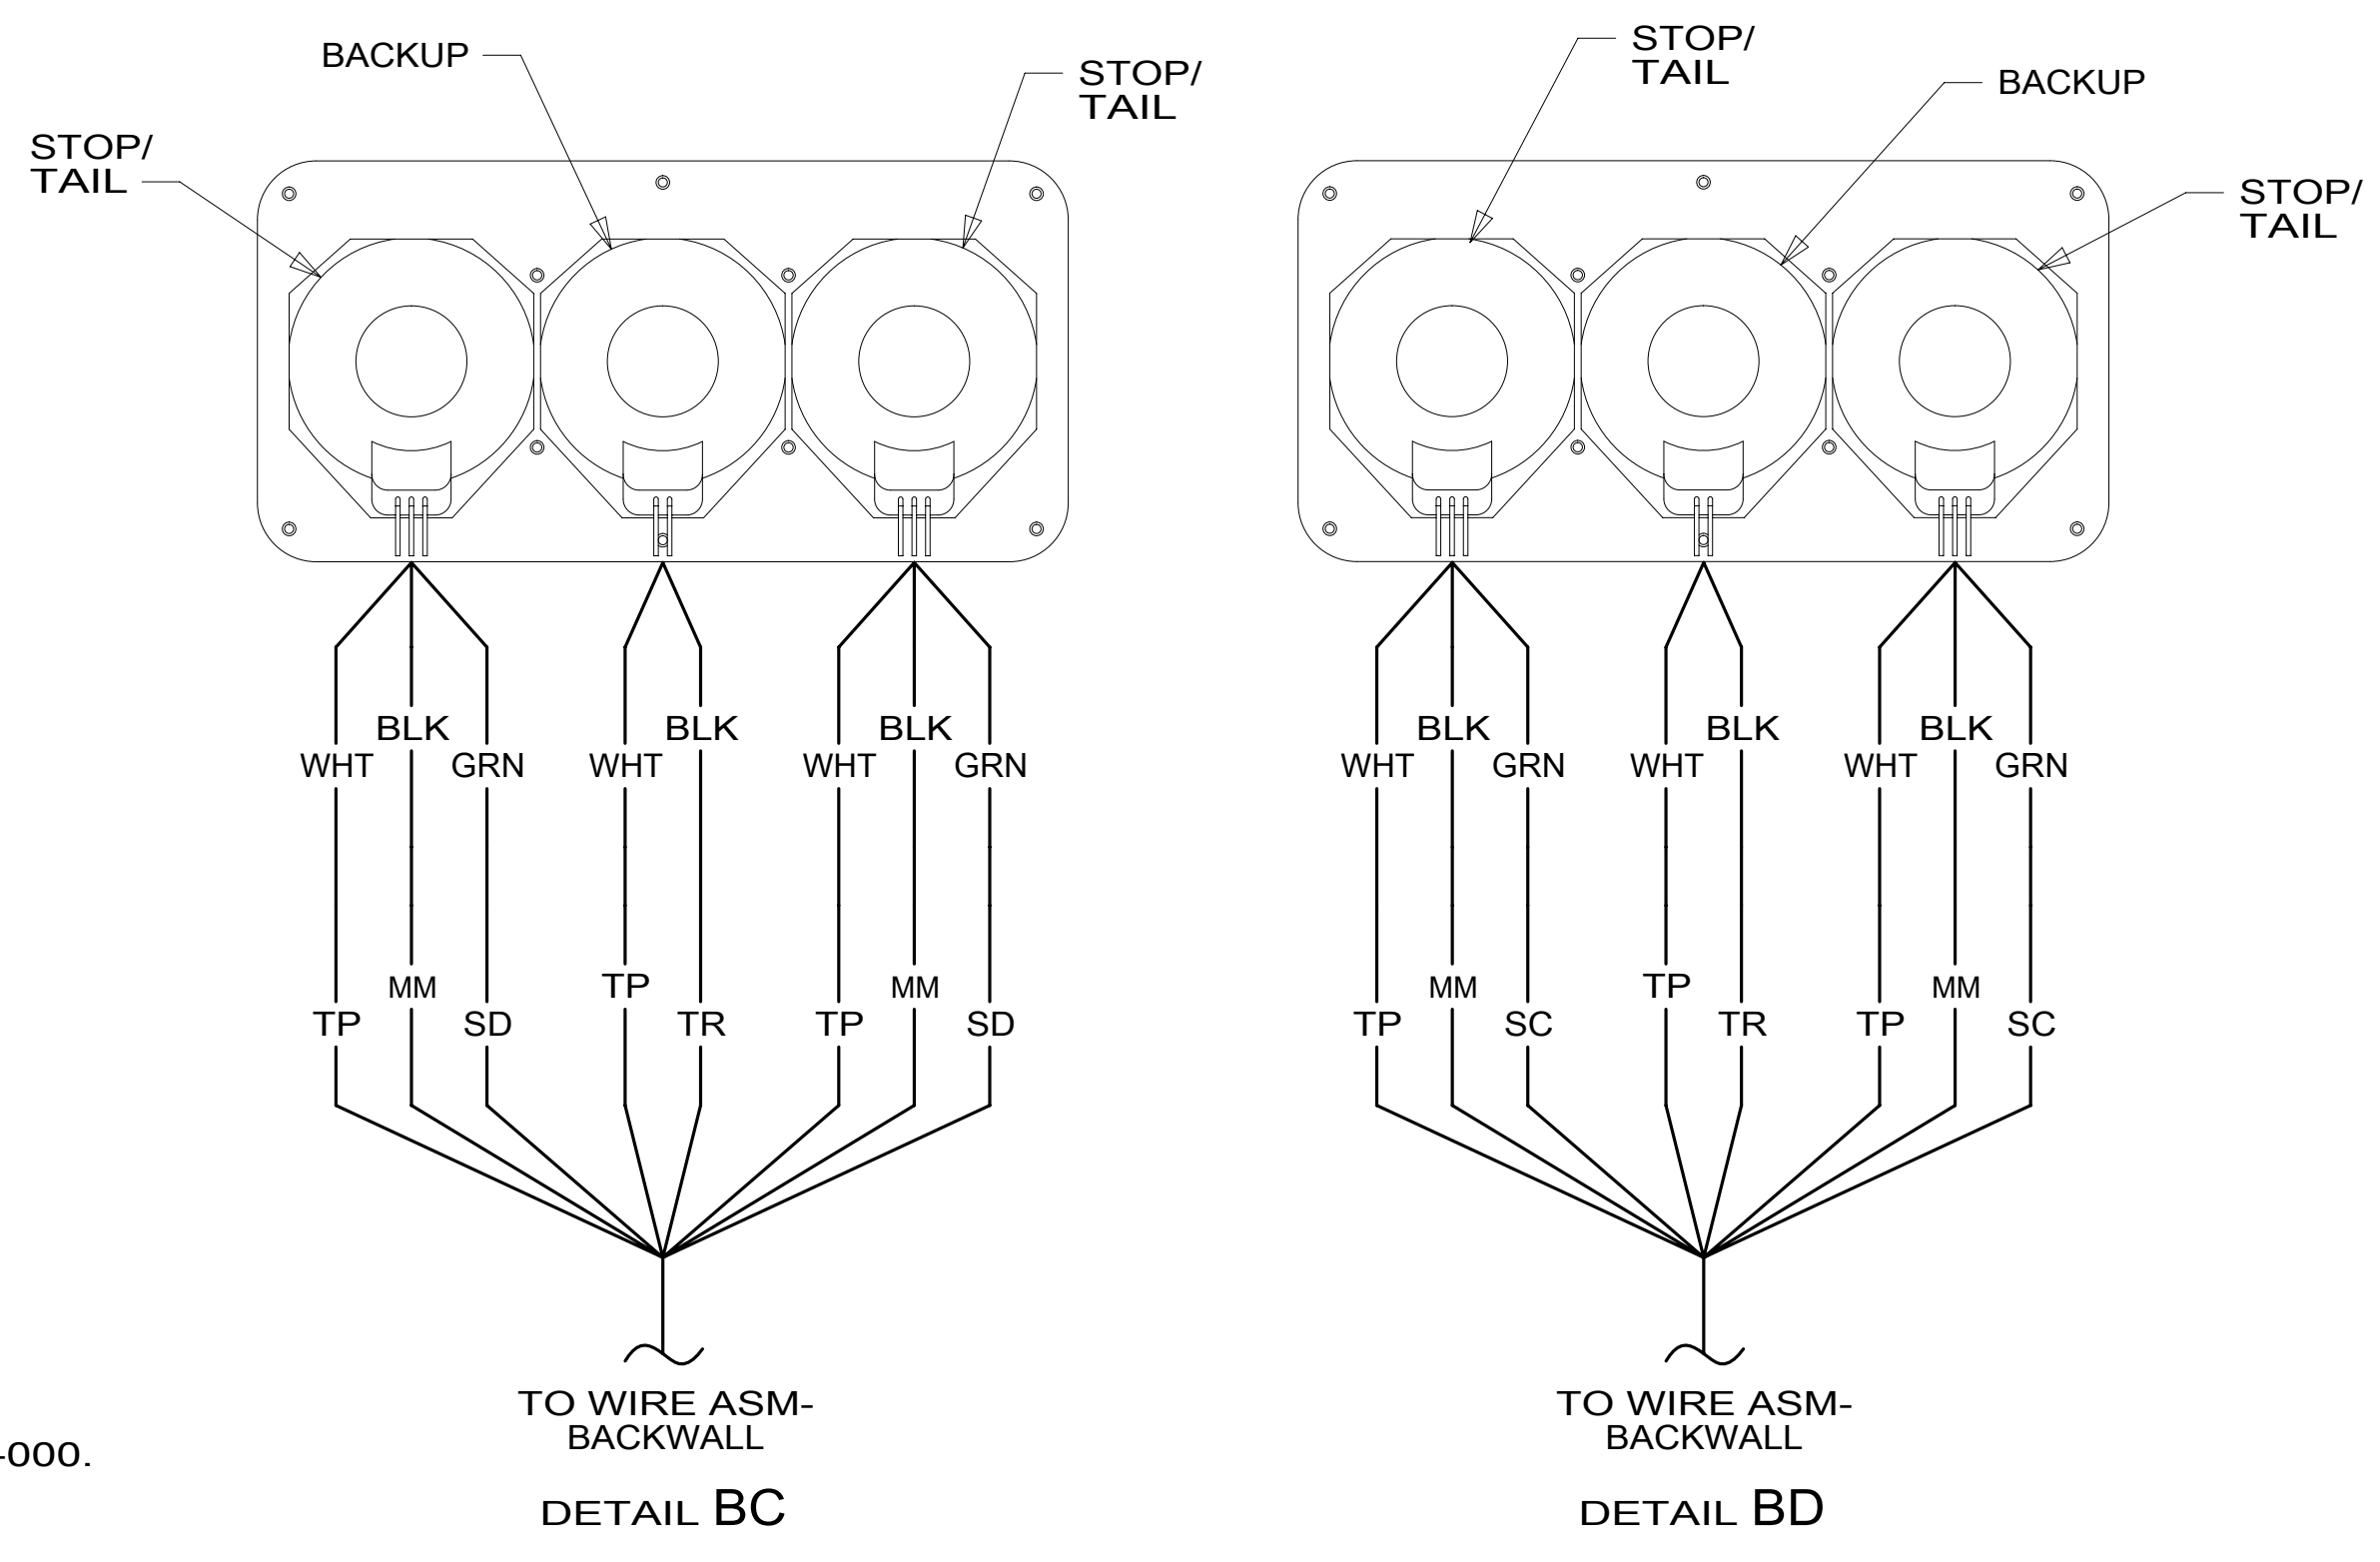 BACKUP
STOP/
TAIL
STOP/
TAIL
BLK
BLK
BLK
WHT
GRN
WHT
WHT
GRN
MM
TP
MM
TP
SD
TR
TP
SD
TO WIRE ASM-
BACKWALL
DETAIL BC
STOP/
TAIL
BACKUP
STOP/
TAIL
BLK
BLK
BLK
WHT
GRN
WHT
WHT
GRN
MM
TP
MM
TP
SC
TR
TP
SC
TO WIRE ASM-
BACKWALL
DETAIL BD
-000.